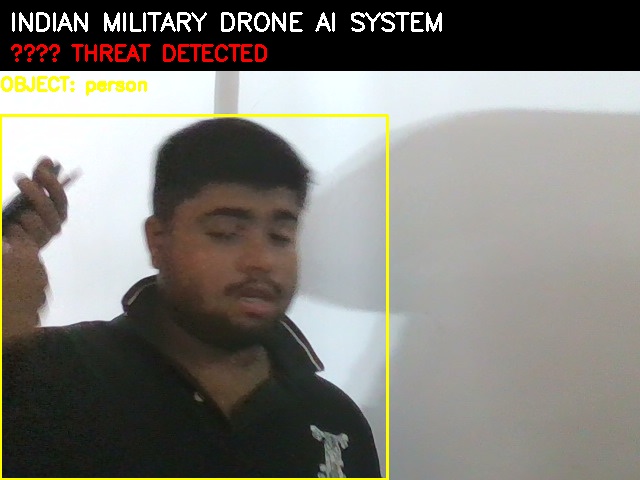 INDIAN MILITARY DRONE AI SYSTEM
???? THREAT DETECTED
OBJECT: person